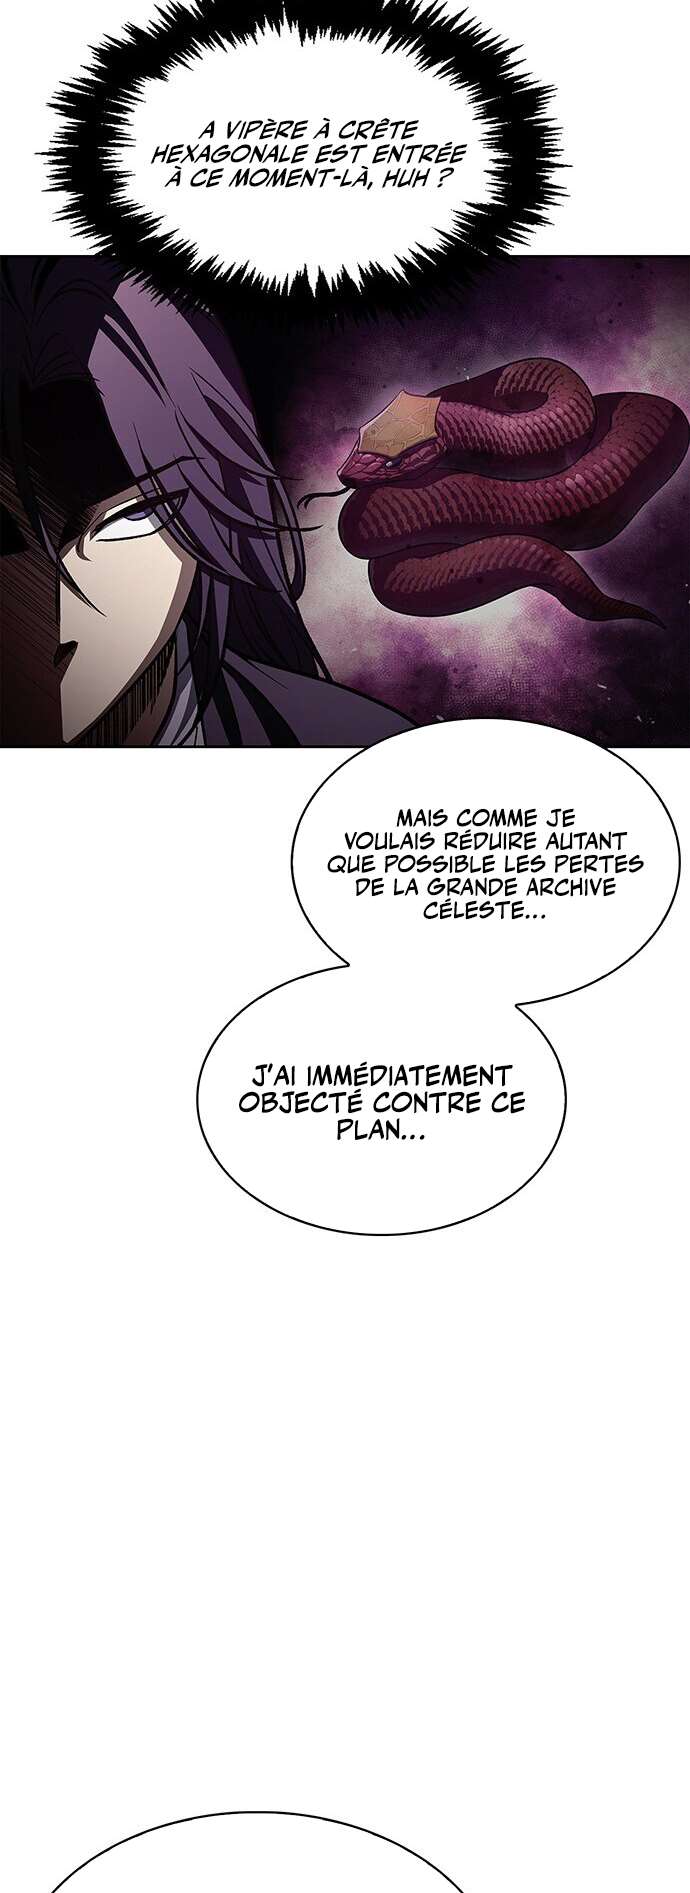 A VIPÈRE À CRÊTE
HEXAGONALE EST ENTRÉE
À CE MOMENT-LÀ, HUH ?
MAIS COMME JE
VOULAIS RÉDUIRE AUTANT
QUE POSSIBLE LES PERTES
DE LA GRANDE ARCHIVE
CÉLESTE...
J'AI IMMÉDIATEMENT
OBJECTÉ CONTRE CE
PLAN...